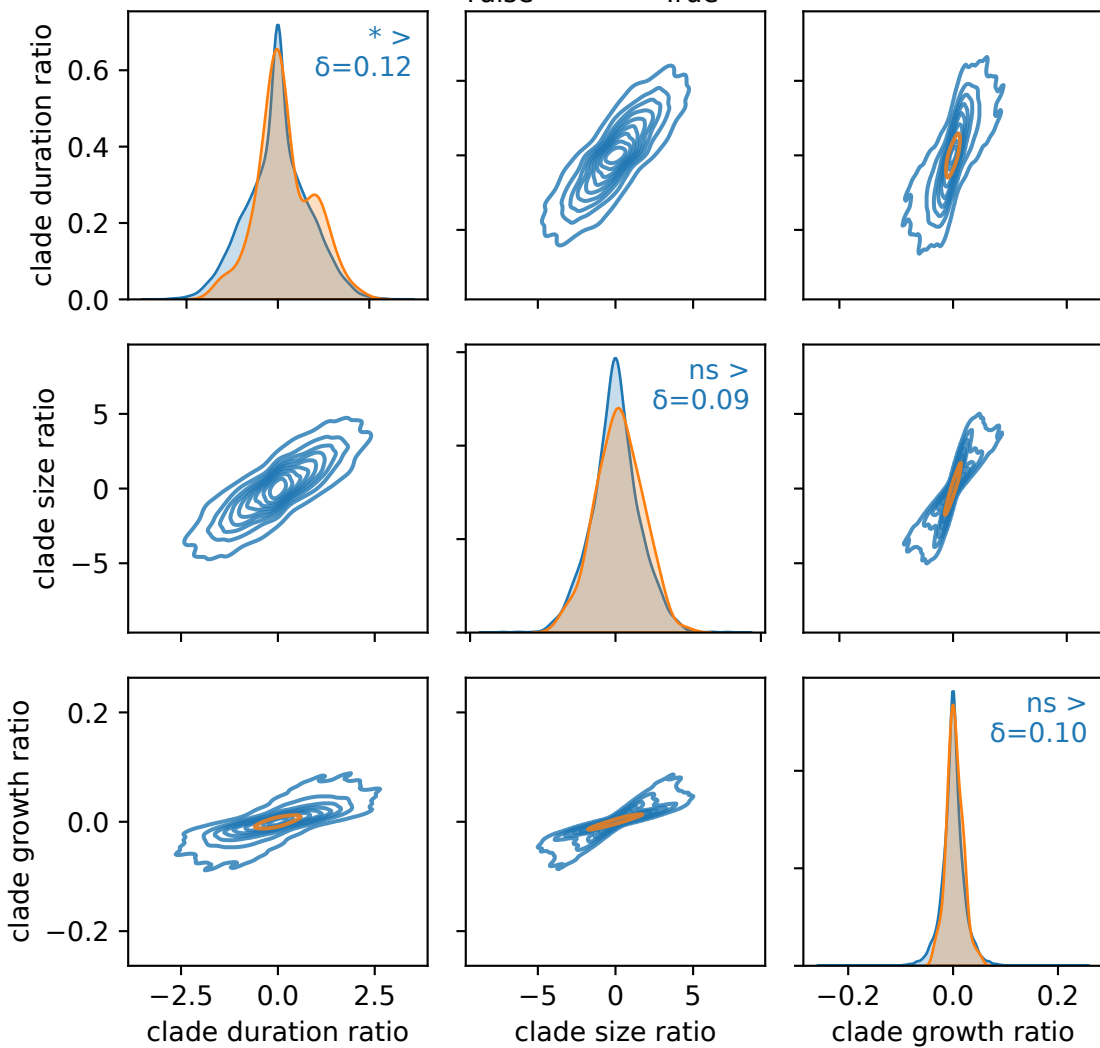 clade duration ratio
0.6
0.4
0.2
0.0
* >
δ=0.12
clade size ratio
5
0
−5
ns >
δ=0.09
clade growth ratio
0.2
0.0
−0.2
ns >
δ=0.10
−2.5 0.0 2.5
−5 0 5
−0.2 0.0 0.2
clade duration ratio
clade size ratio
clade growth ratio